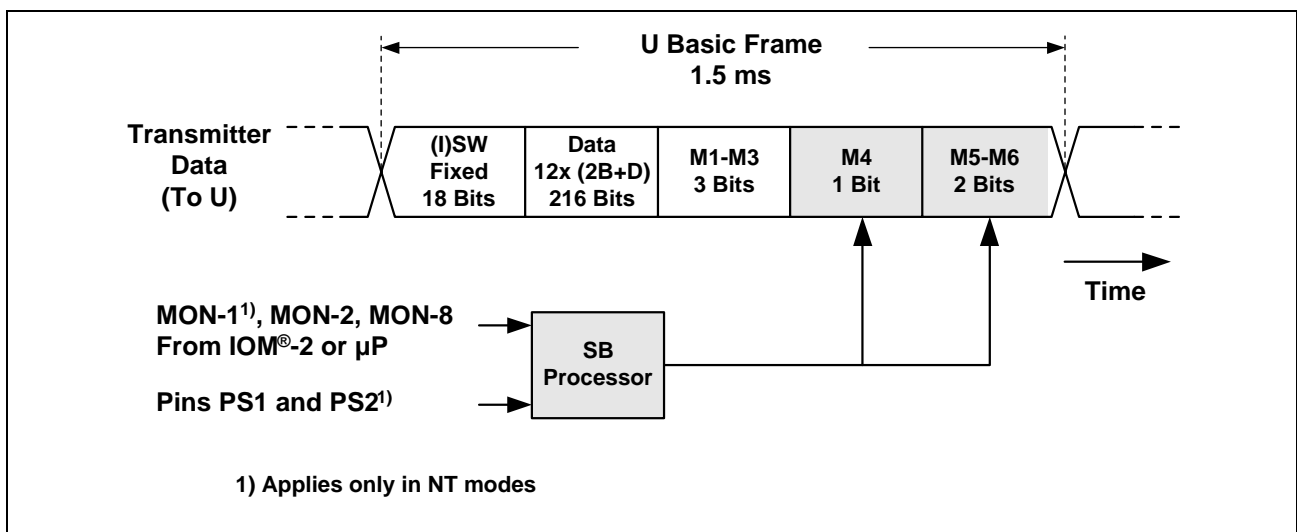 U Basic Frame
1.5 ms
Transmitter
Data
(To U)
(I)SW
Fixed
18 Bits
Data
12x (2B+D)
216 Bits
M1-M3
3 Bits
M4
1 Bit
M5-M6
2 Bits
Time
MON-1¹⁾, MON-2, MON-8
From IOM®-2 or µP
SB
Processor
Pins PS1 and PS2¹⁾
1) Applies only in NT modes